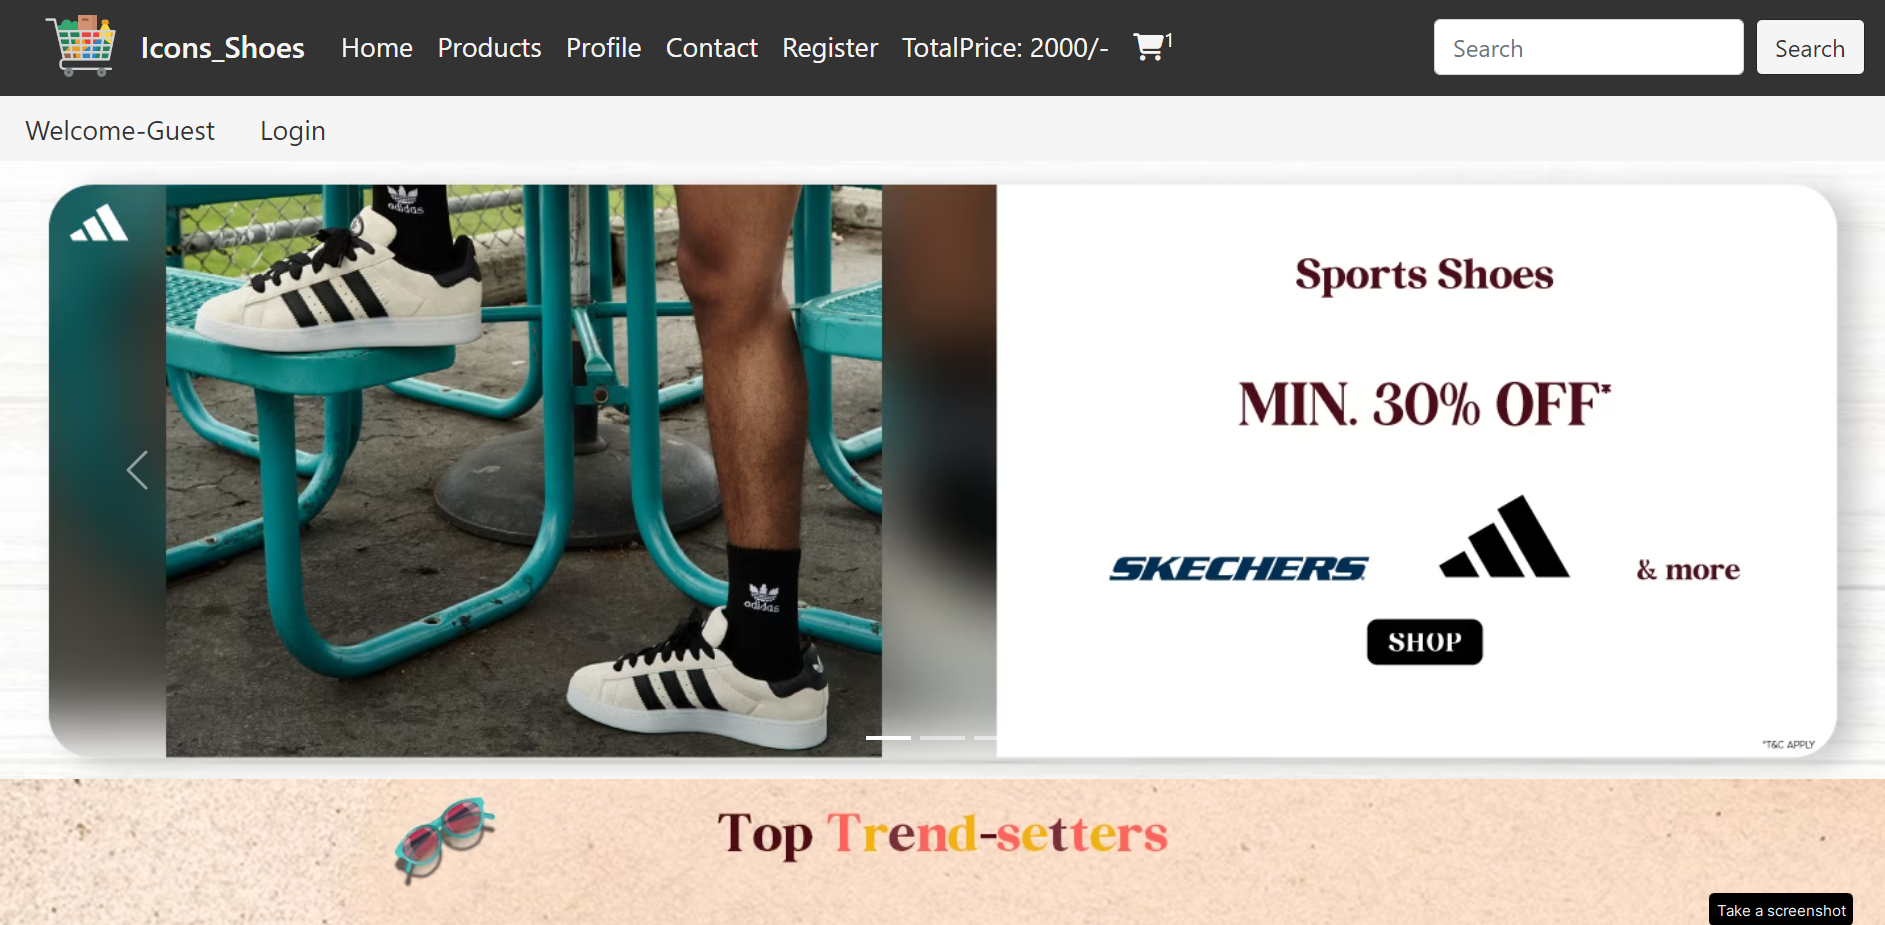 Icons_Shoes Home Products Profile Contact Register TotalPrice: 2000/- 1 Search Search
Welcome-Guest Login
adidas
Sports Shoes
MIN. 30% OFF*
SKECHERS & more
adidas
SHOP
*T&C APPLY
Top Trend-setters
Take a screenshot